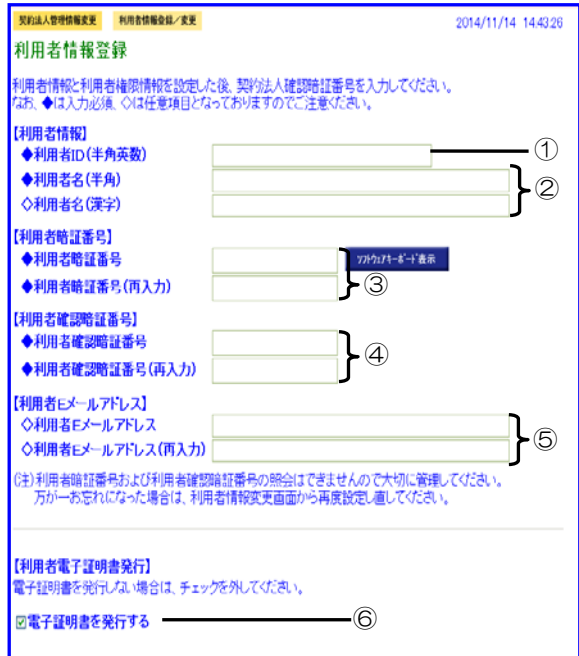 契約法人管理情報変更 利用者情報登録／変更 2014/11/14 14:43:26
利用者情報登録
利用者情報と利用者権限情報を設定した後、契約法人確認暗証番号を入力してください。
なお、◆は入力必須、◇は任意項目となっておりますのでご注意ください。
【利用者情報】
◆利用者ID(半角英数) ①
◆利用者名(半角)
②
◇利用者名(漢字)
【利用者暗証番号】
◆利用者暗証番号 ソフトウェアキーボード表示
③
◆利用者暗証番号(再入力)
【利用者確認暗証番号】
◆利用者確認暗証番号
④
◆利用者確認暗証番号(再入力)
【利用者Eメールアドレス】
◇利用者Eメールアドレス
⑤
◇利用者Eメールアドレス(再入力)
(注)利用者暗証番号および利用者確認暗証番号の照会はできませんので大切に管理してください。
万が一お忘れになった場合は、利用者情報変更画面から再度設定し直してください。
【利用者電子証明書発行】
電子証明書を発行しない場合は、チェックを外してください。
☑電子証明書を発行する ⑥